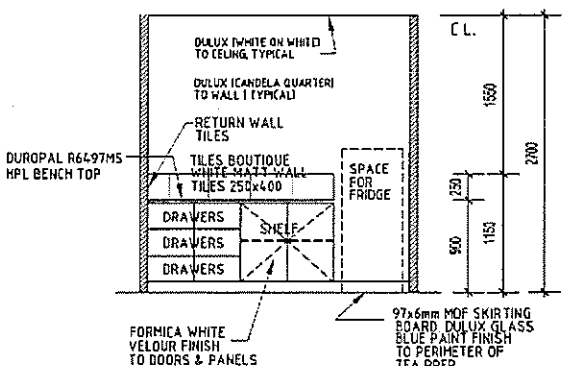 DULUX (WHITE ON WHITE)
TO CELING, TYPICAL
C L.
DULUX (CANDELA QUARTER)
TO WALL 1 (TYPICAL)
RETURN WALL
TILES
DUROPAL R6497MS
HPL BENCH TOP
TILES BOUTIQUE
WHITE MATT WALL
TILES 250x400
SPACE
FOR
FRIDGE
DRAWERS
DRAWERS
DRAWERS
SHELF
1550
2700
250
900
1150
FORMICA WHITE
VELOUR FINISH
TO DOORS & PANELS
97x6mm MDF SKIRTING
BOARD. DULUX GLASS
BLUE PAINT FINISH
TO PERIMETER OF
TEA PREP